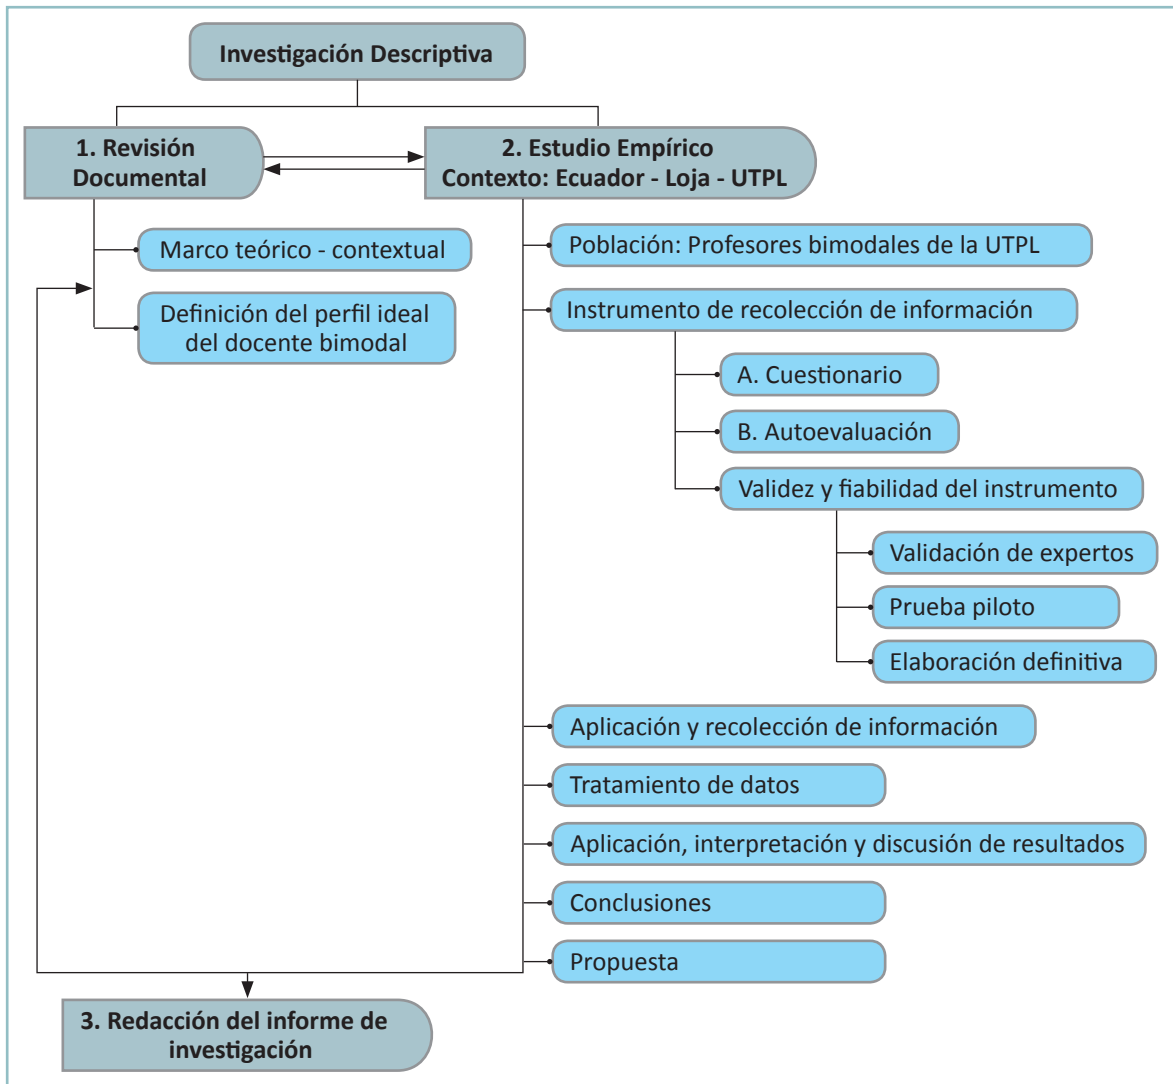 Investigación Descriptiva
1. Revisión
Documental
2. Estudio Empírico
Contexto: Ecuador - Loja - UTPL
Marco teórico - contextual
Definición del perfil ideal
del docente bimodal
Población: Profesores bimodales de la UTPL
Instrumento de recolección de información
A. Cuestionario
B. Autoevaluación
Validez y fiabilidad del instrumento
Validación de expertos
Prueba piloto
Elaboración definitiva
Aplicación y recolección de información
Tratamiento de datos
Aplicación, interpretación y discusión de resultados
Conclusiones
Propuesta
3. Redacción del informe de
investigación